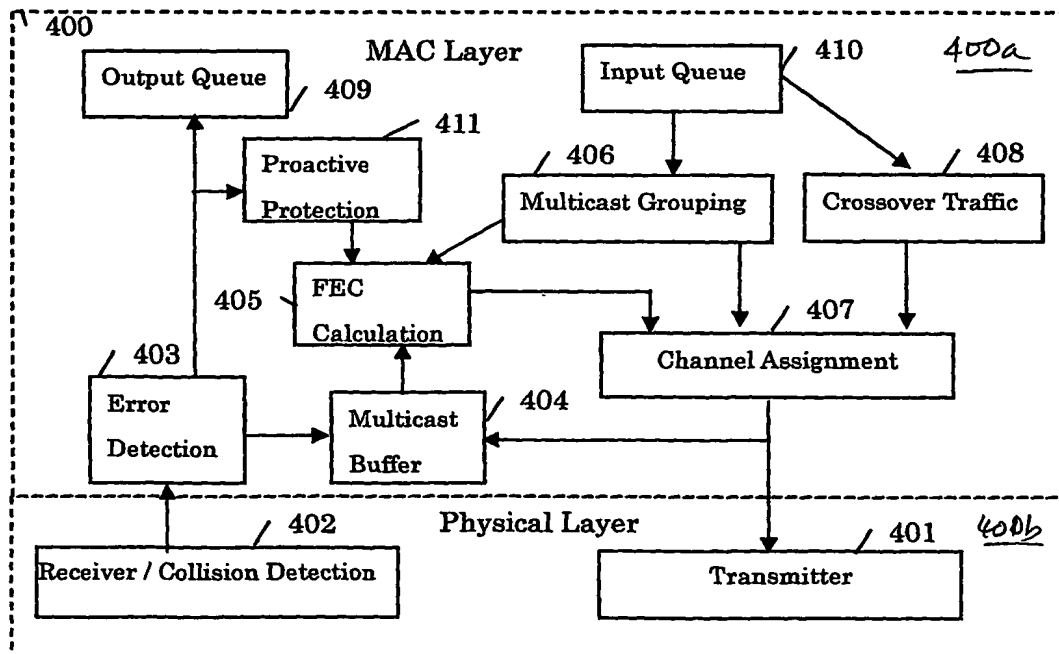 400
MAC Layer
400a
Output Queue
409
Input Queue
410
411
Proactive
Protection
406
Multicast Grouping
408
Crossover Traffic
405
FEC
Calculation
407
Channel Assignment
403
Error
Detection
404
Multicast
Buffer
Physical Layer
400b
402
Receiver / Collision Detection
401
Transmitter